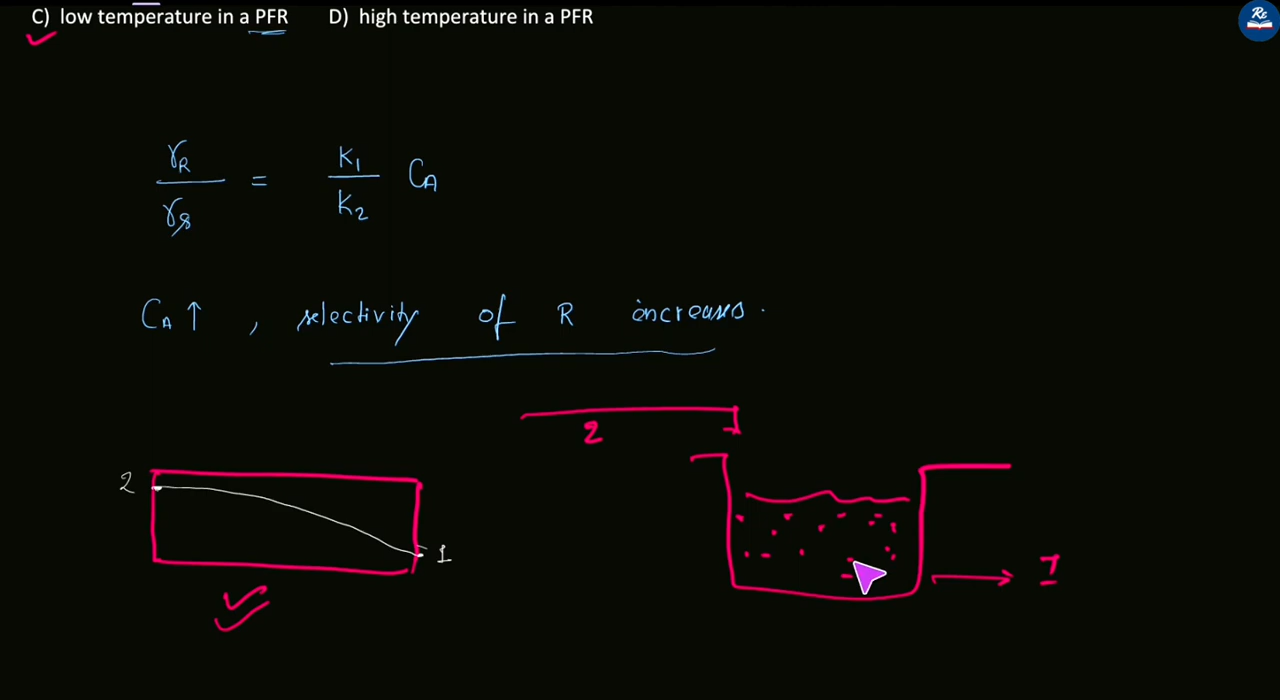 C) low temperature in a PFR D) high temperature in a PFR
Re
rR / rS = K1 / K2 CA
CA ↑ , selectivity of R increases.
2
2
1
1